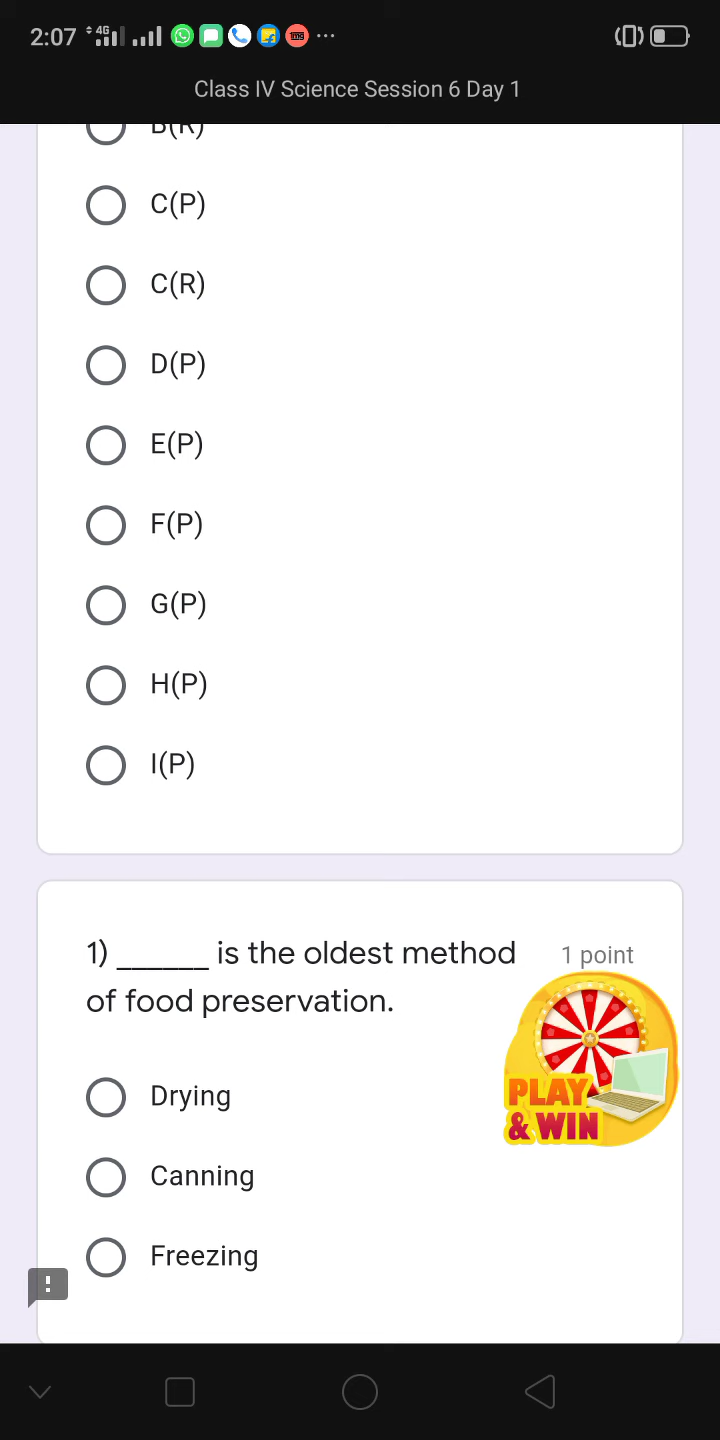 2:07 4G ...
Class IV Science Session 6 Day 1
B(R)
C(P)
C(R)
D(P)
E(P)
F(P)
G(P)
H(P)
I(P)
1) ______ is the oldest method 1 point
of food preservation.
PLAY
& WIN
Drying
Canning
Freezing